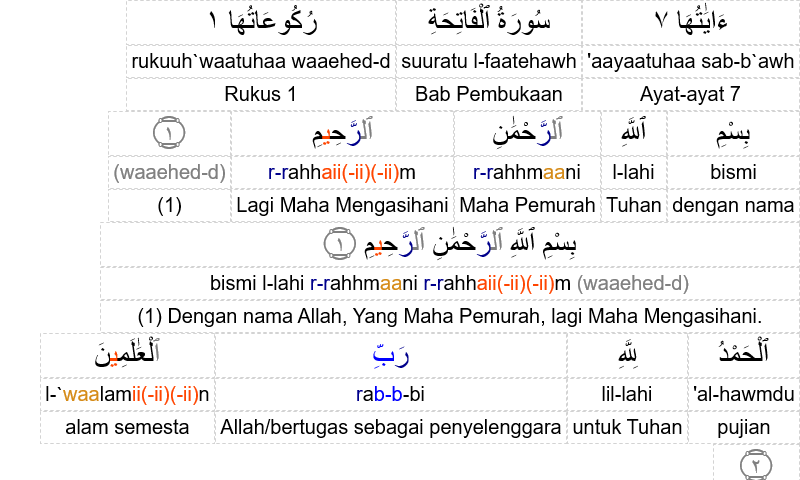 ءَايَٰتُهَا ٧ سُورَةُ ٱلْفَاتِحَةِ رُكُوعَاتُهَا ١
'aayaatuhaa sab-b`awh suuratu l-faatehawh rukuuh`waatuhaa waaehed-d
Ayat-ayat 7 Bab Pembukaan Rukus 1
بِسْمِ ٱللَّهِ ٱلرَّحْمَٰنِ ٱلرَّحِيمِ ١
bismi l-lahi r-rahhmaani r-rahhaii(-ii)(-ii)m (waaehed-d)
dengan nama Tuhan Maha Pemurah Lagi Maha Mengasihani (1)
بِسْمِ ٱللَّهِ ٱلرَّحْمَٰنِ ٱلرَّحِيمِ ١
bismi l-lahi r-rahhmaani r-rahhaii(-ii)(-ii)m (waaehed-d)
(1) Dengan nama Allah, Yang Maha Pemurah, lagi Maha Mengasihani.
ٱلْحَمْدُ لِلَّهِ رَبِّ ٱلْعَٰلَمِينَ
'al-hawmdu lil-lahi rab-b-bi l-`waalamii(-ii)(-ii)n
pujian untuk Tuhan Allah/bertugas sebagai penyelenggara alam semesta
٢